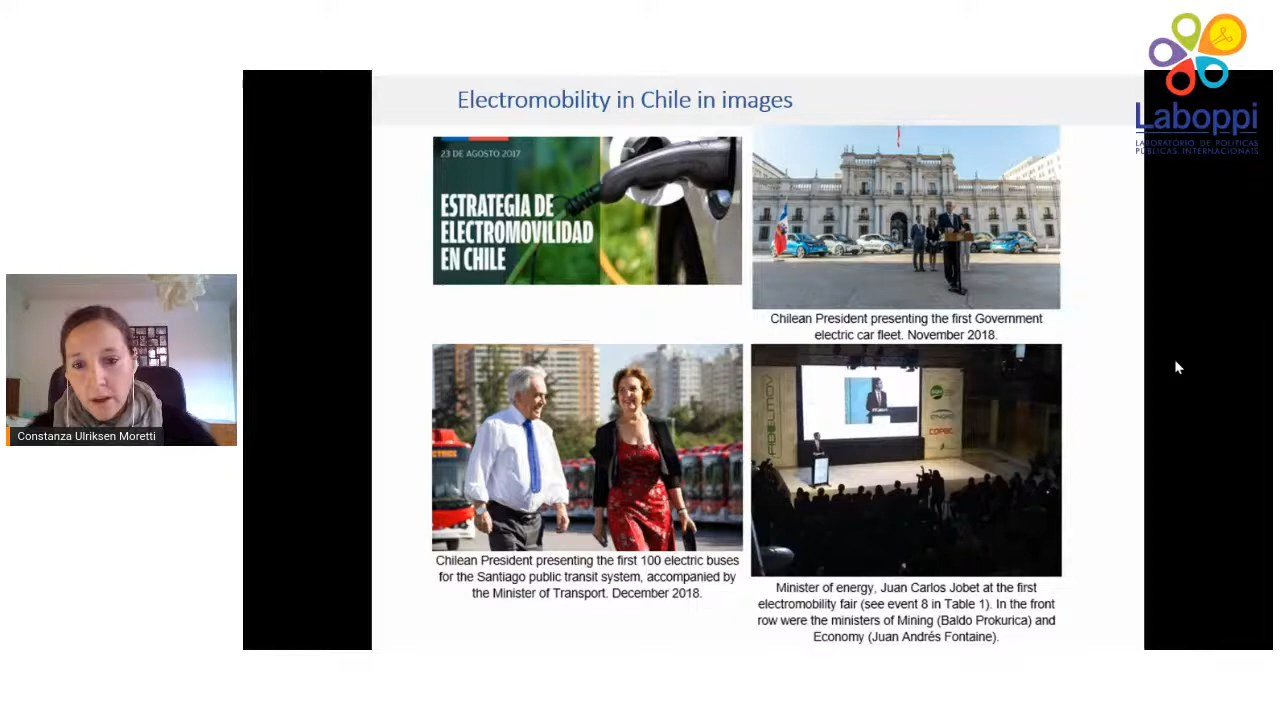 Electromobility in Chile in images
Laboppi
LABORATÓRIO DE POLÍTICAS
PÚBLICAS INTERNACIONAIS
23 DE AGOSTO 2017
ESTRATEGIA DE
ELECTROMOVILIDAD
EN CHILE
Chilean President presenting the first Government
electric car fleet. November 2018.
engie
COPEC
Chilean President presenting the first 100 electric buses
for the Santiago public transit system, accompanied by
the Minister of Transport. December 2018.
Minister of energy, Juan Carlos Jobet at the first
electromobility fair (see event 8 in Table 1). In the front
row were the ministers of Mining (Baldo Prokurica) and
Economy (Juan Andrés Fontaine).
Constanza Ulriksen Moretti